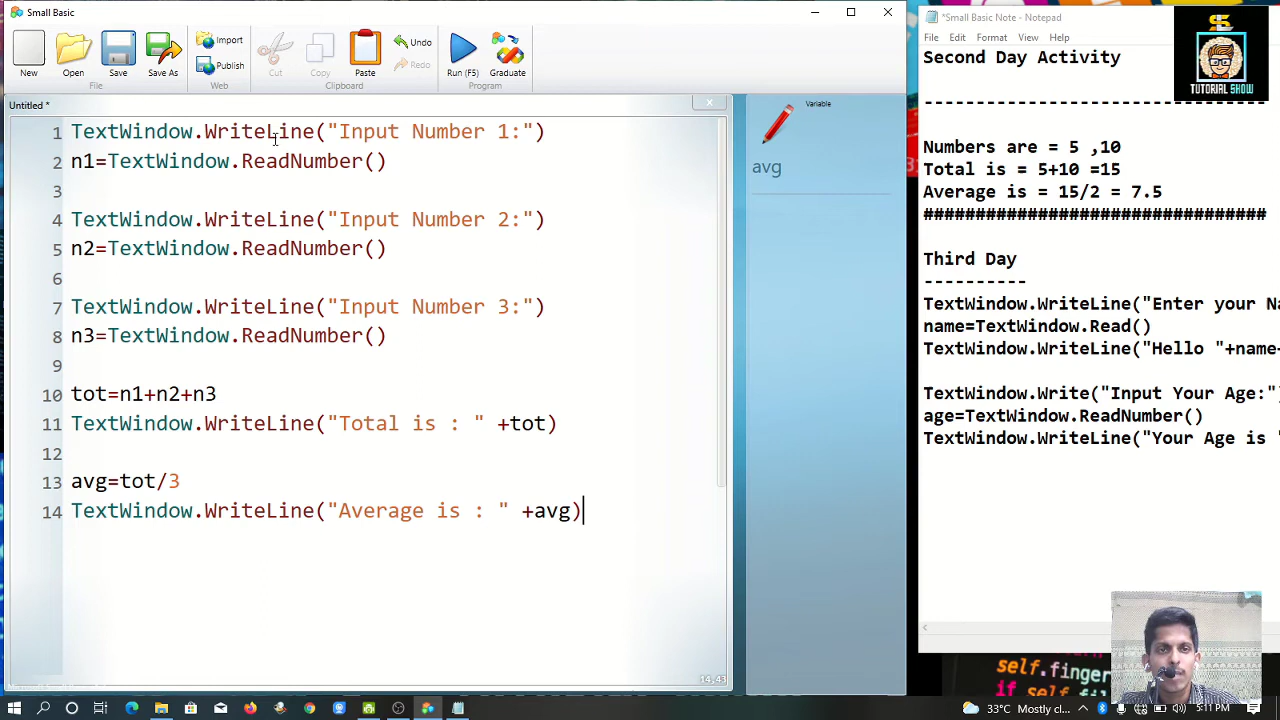 Small Basic
New
Open
Save
Save As
Import
Publish
Cut
Copy
Paste
Undo
Redo
Run (F5)
Graduate
File
Web
Clipboard
Program
Untitled *
1 TextWindow.WriteLine("Input Number 1:")
2 n1=TextWindow.ReadNumber()
3
4 TextWindow.WriteLine("Input Number 2:")
5 n2=TextWindow.ReadNumber()
6
7 TextWindow.WriteLine("Input Number 3:")
8 n3=TextWindow.ReadNumber()
9
10 tot=n1+n2+n3
11 TextWindow.WriteLine("Total is : " +tot)
12
13 avg=tot/3
14 TextWindow.WriteLine("Average is : " +avg)
14,43
Variable
avg
*Small Basic Note - Notepad
File Edit Format View Help
TUTORIAL SHOW
Second Day Activity
-------------------------------
Numbers are = 5 ,10
Total is = 5+10 =15
Average is = 15/2 = 7.5
################################
Third Day
----------
TextWindow.WriteLine("Enter your Na
name=TextWindow.Read()
TextWindow.WriteLine("Hello "+name+
TextWindow.Write("Input Your Age:")
age=TextWindow.ReadNumber()
TextWindow.WriteLine("Your Age is "
self.finger
if self.fil
33°C Mostly cl...
5:11 PM